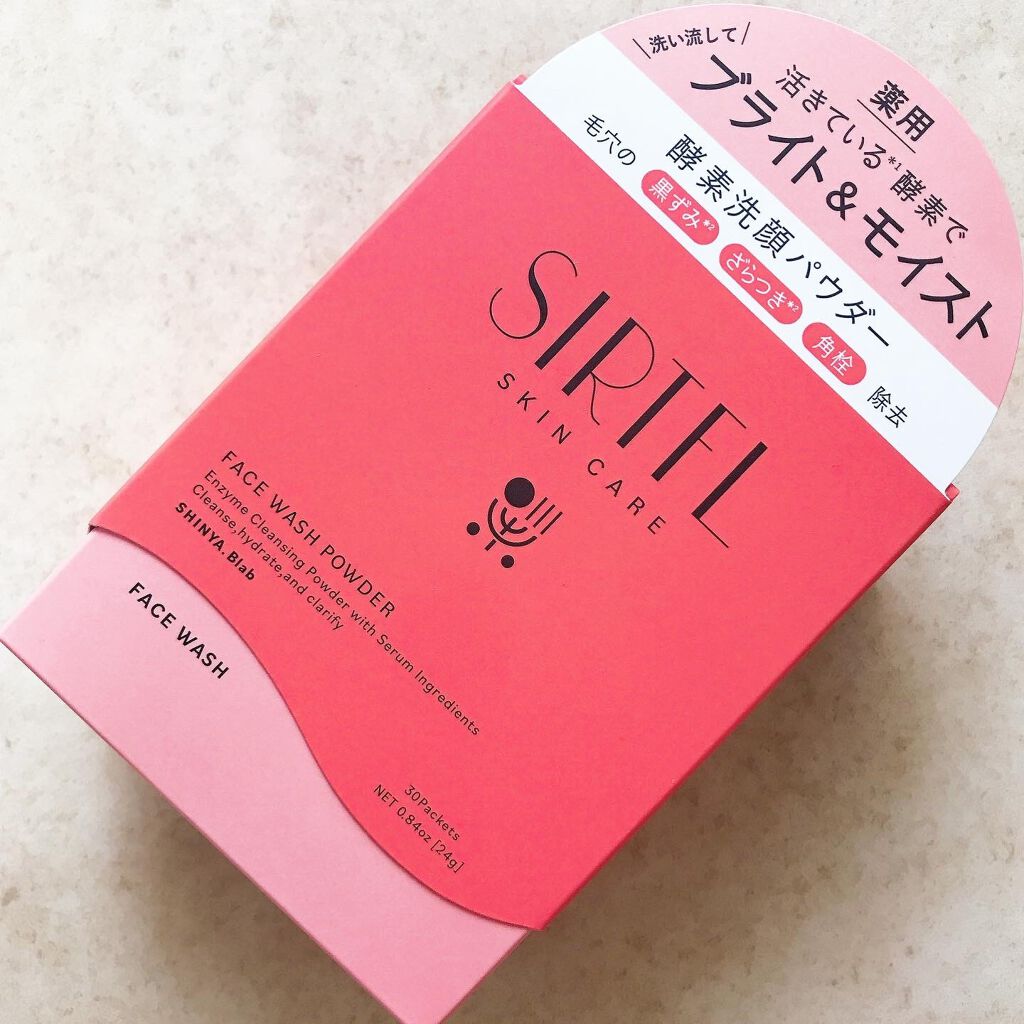 洗い流して
薬用
活きている*1酵素で
ブライト&モイスト
酵素洗顔パウダー
毛穴の 黒ずみ*2 ざらつき*2 角栓 除去
SIRTFL
SKIN CARE
FACE WASH POWDER
Enzyme Cleansing Powder with Serum Ingredients
Cleanse,hydrate,and clarify
SHINYA.Blab
FACE WASH
30Packets
NET 0.84oz [24g]